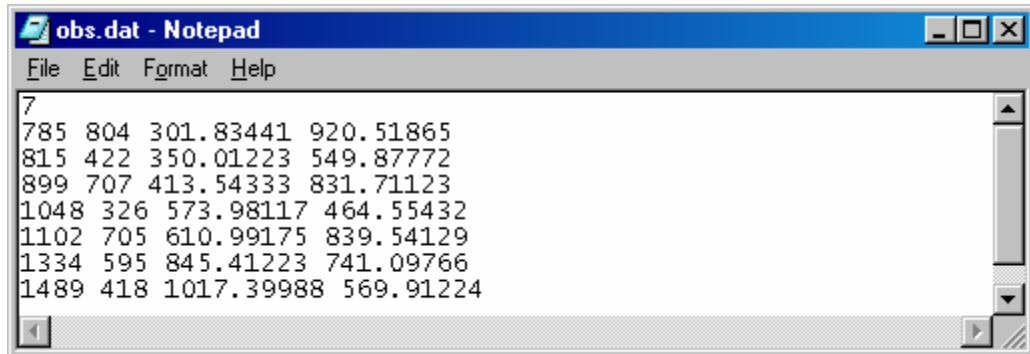 obs.dat - Notepad
File Edit Format Help
7
785 804 301.83441 920.51865
815 422 350.01223 549.87772
899 707 413.54333 831.71123
1048 326 573.98117 464.55432
1102 705 610.99175 839.54129
1334 595 845.41223 741.09766
1489 418 1017.39988 569.91224